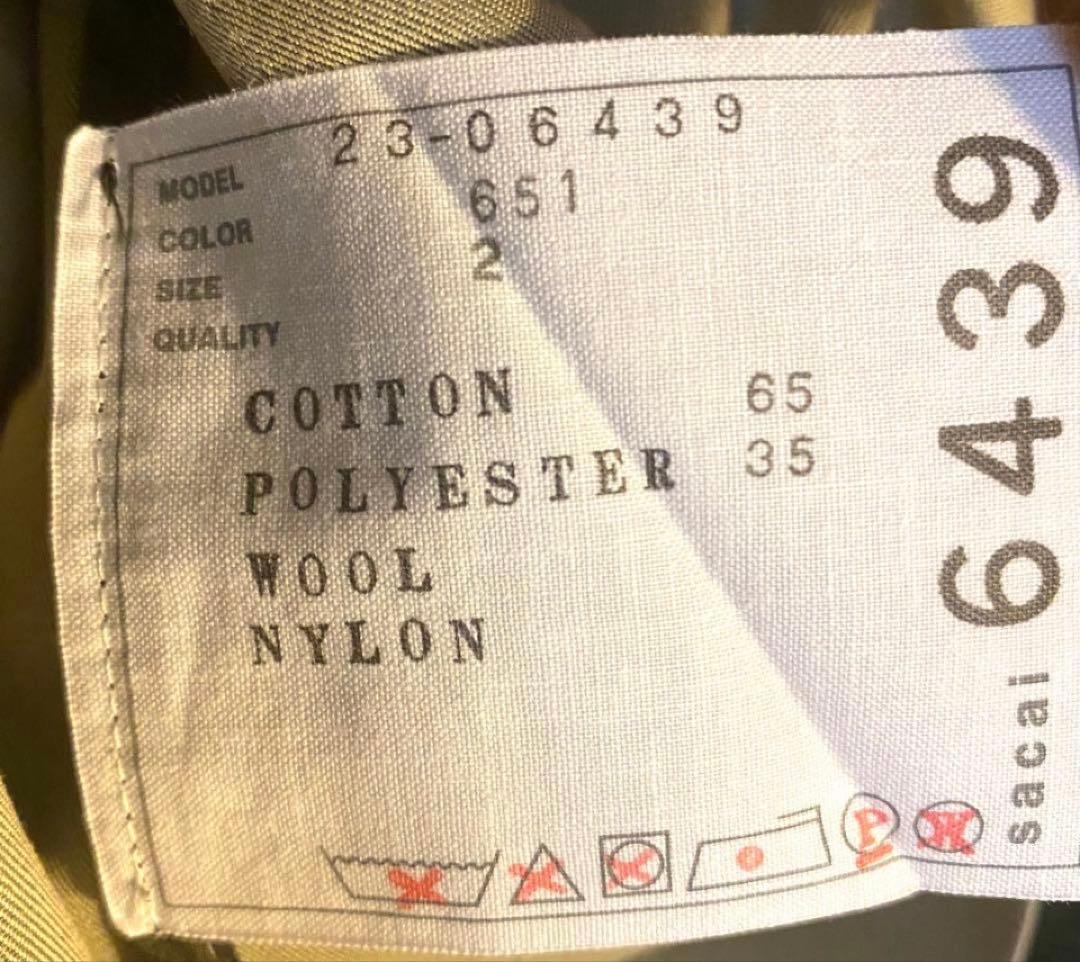 MODEL 23-06439
COLOR 651
SIZE 2
QUALITY
COTTON 65
POLYESTER 35
WOOL
NYLON
P
sacai 6439